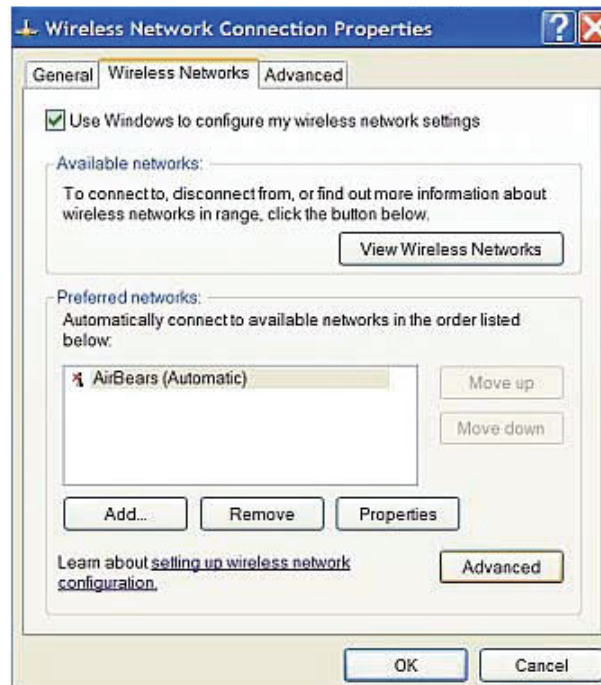 Wireless Network Connection Properties
General Wireless Networks Advanced
Use Windows to configure my wireless network settings
Available networks:
To connect to, disconnect from, or find out more information about
wireless networks in range, click the button below.
View Wireless Networks
Preferred networks:
Automatically connect to available networks in the order listed
below:
AirBears (Automatic)
Move up
Move down
Add... Remove Properties
Learn about setting up wireless network
configuration.
Advanced
OK Cancel